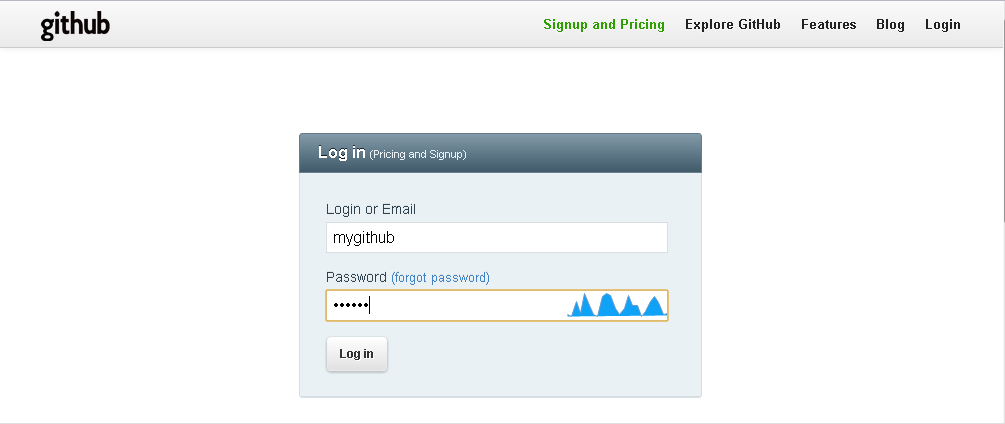 github
Signup and Pricing Explore GitHub Features Blog Login
Log in (Pricing and Signup)
Login or Email
mygithub
Password (forgot password)
••••••
Log in